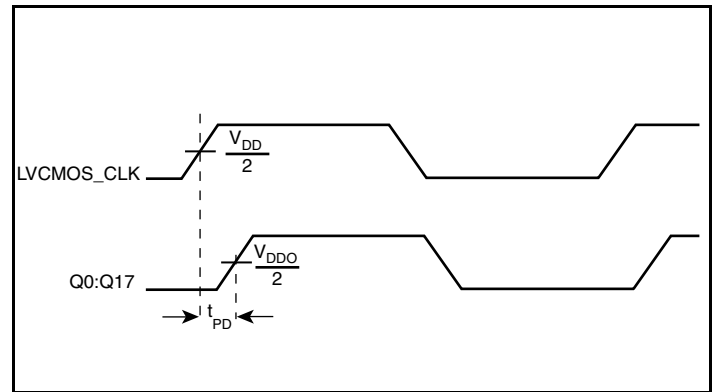 V_DD
2
LVCMOS_CLK
V_DDO
2
Q0:Q17
t_PD